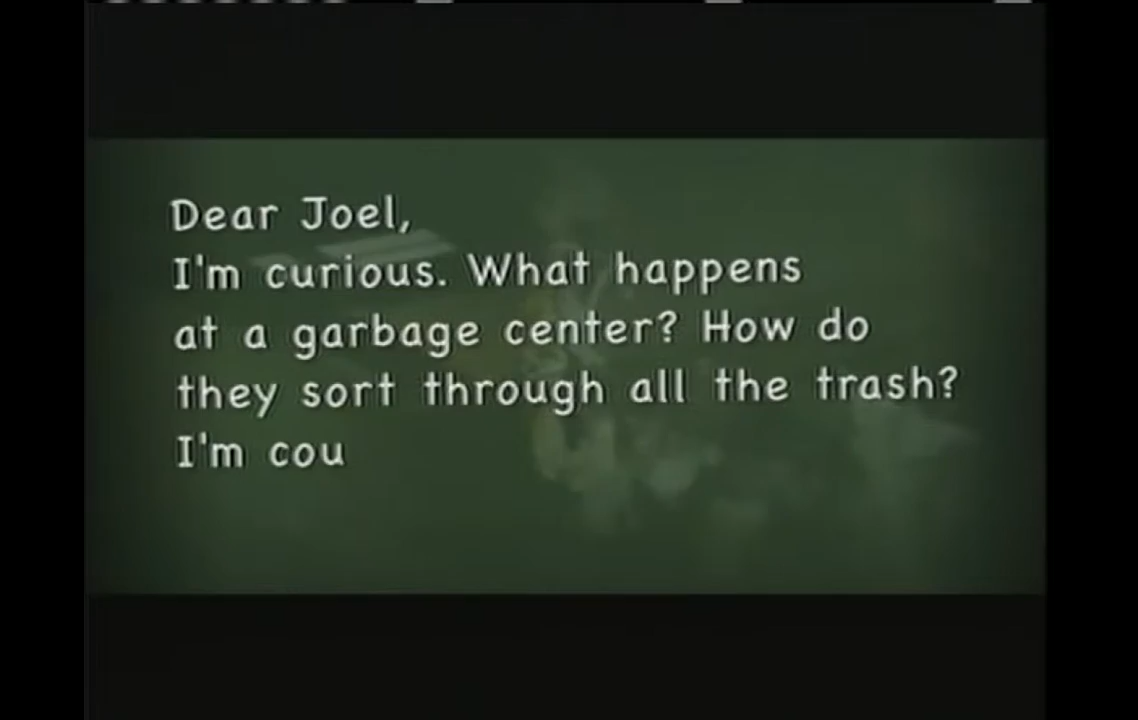 Dear Joel,
I'm curious. What happens
at a garbage center? How do
they sort through all the trash?
I'm cou